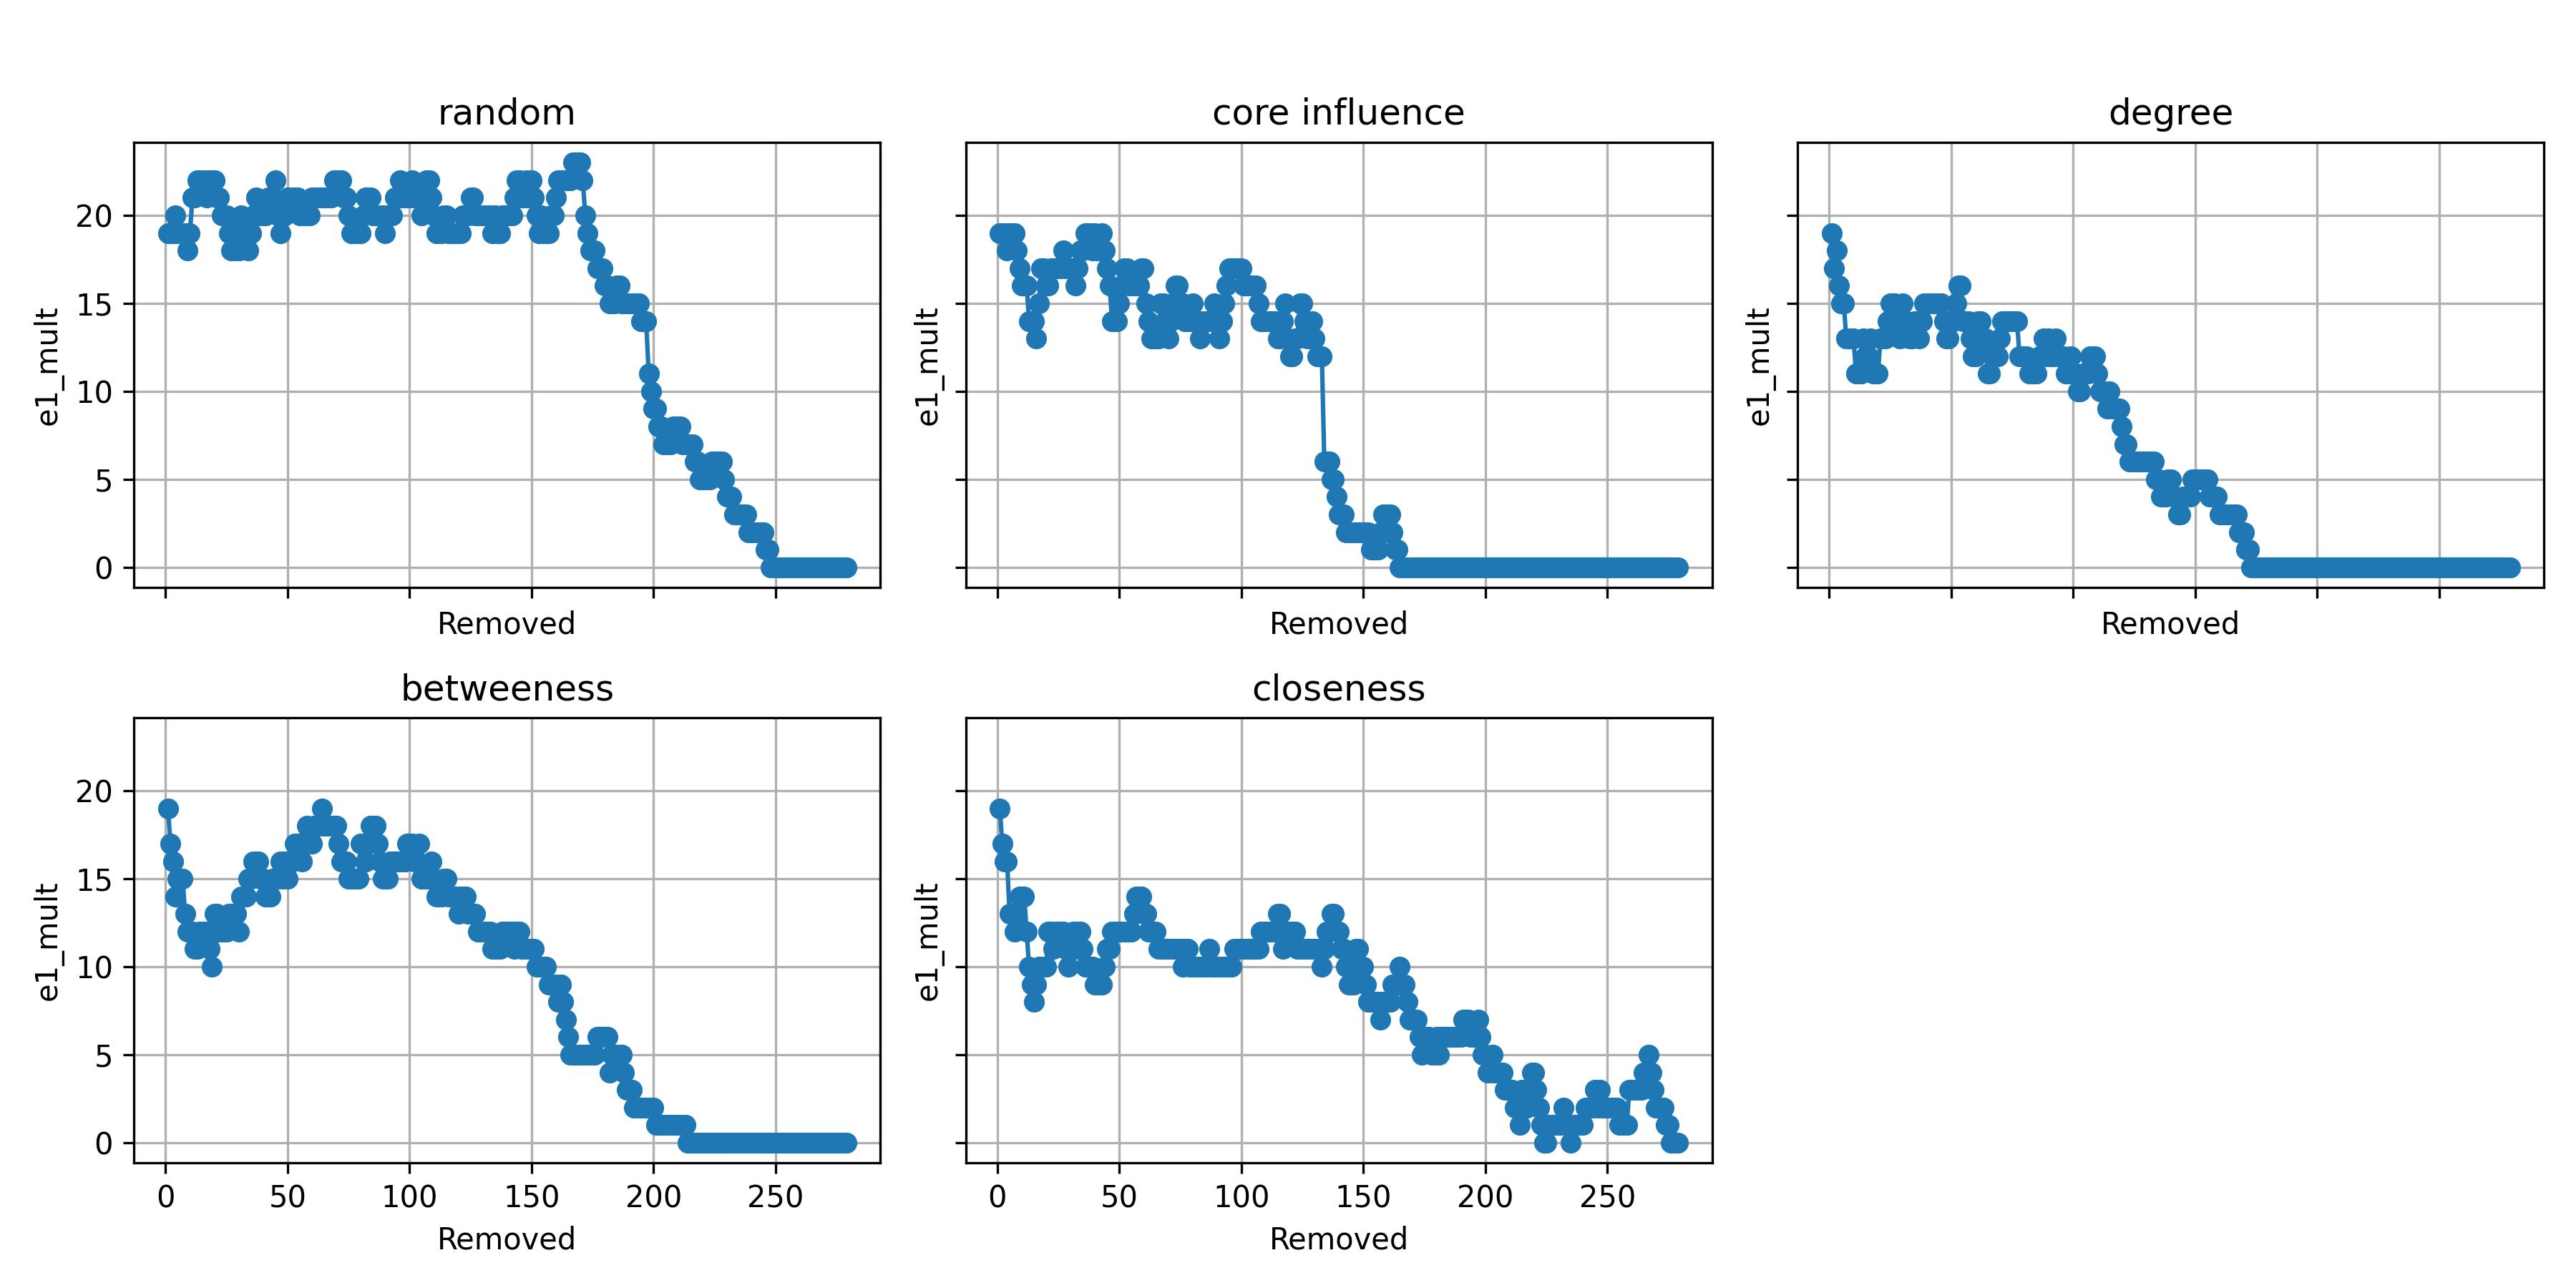 random
core influence
degree
20
15
10
5
0
e1_mult
e1_mult
e1_mult
Removed
Removed
Removed
betweeness
closeness
20
15
10
5
0
e1_mult
e1_mult
0 50 100 150 200 250
0 50 100 150 200 250
Removed
Removed